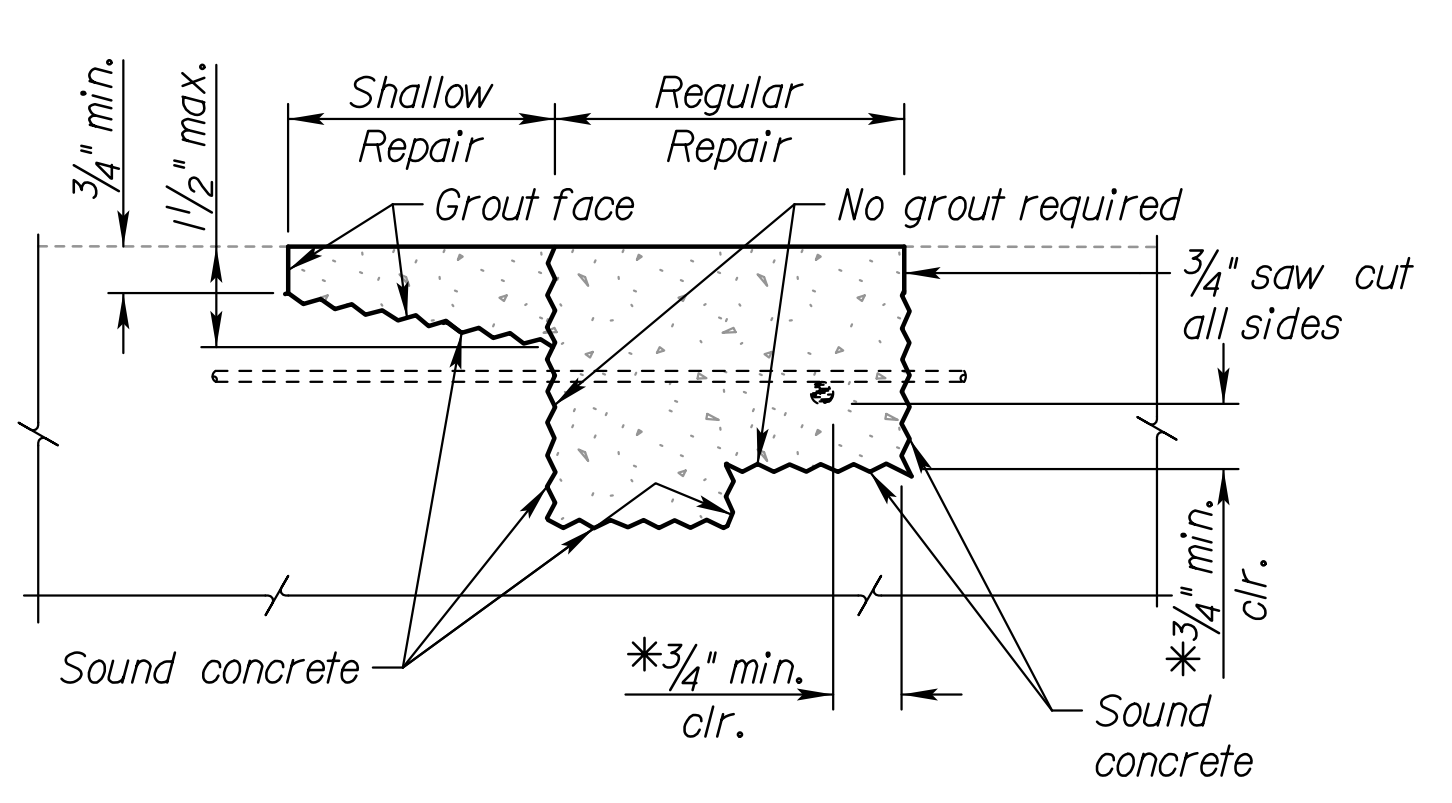 3/4" min.
1 1/2" max.
Shallow
Repair
Regular
Repair
Grout face
No grout required
3/4" saw cut
all sides
Sound concrete
*3/4" min.
clr.
*3/4" min.
clr.
Sound
concrete